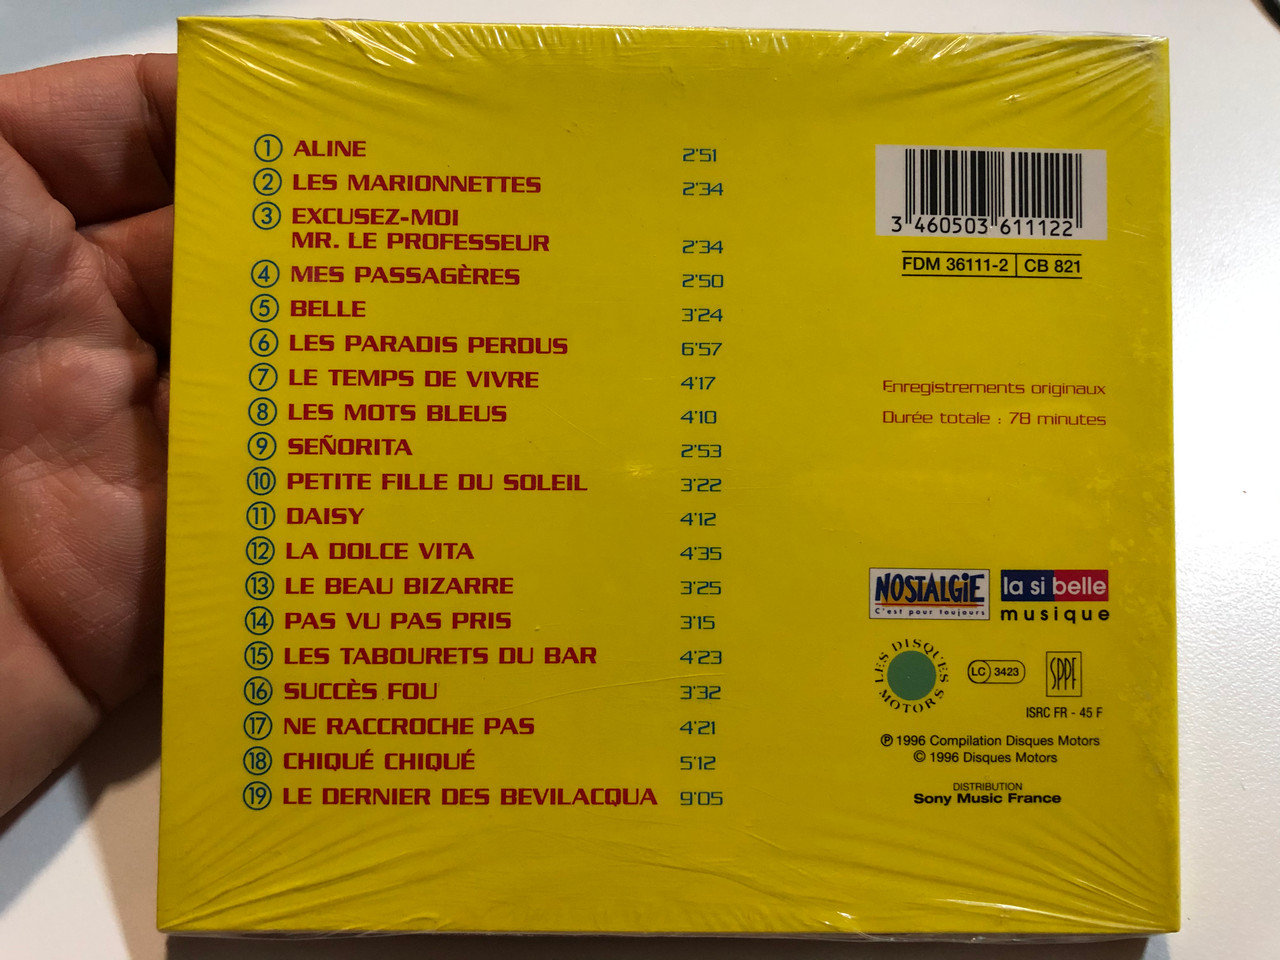 1 ALINE 2'51
2 LES MARIONNETTES 2'34
3 EXCUSEZ-MOI
MR. LE PROFESSEUR 2'34
4 MES PASSAGÈRES 2'50
5 BELLE 3'24
6 LES PARADIS PERDUS 6'57
7 LE TEMPS DE VIVRE 4'17
8 LES MOTS BLEUS 4'10
9 SEÑORITA 2'53
10 PETITE FILLE DU SOLEIL 3'22
11 DAISY 4'12
12 LA DOLCE VITA 4'35
13 LE BEAU BIZARRE 3'25
14 PAS VU PAS PRIS 3'15
15 LES TABOURETS DU BAR 4'23
16 SUCCÈS FOU 3'32
17 NE RACCROCHE PAS 4'21
18 CHIQUÉ CHIQUÉ 5'12
19 LE DERNIER DES BEVILACQUA 9'05
3 460503 611122
FDM 36111-2 CB 821
Enregistrements originaux
Durée totale : 78 minutes
NOSTALGiE
C'est pour toujours
la si belle
musique
LES DISQUES MOTORS
LC 3423
SPPF
ISRC FR - 45 F
℗ 1996 Compilation Disques Motors
© 1996 Disques Motors
DISTRIBUTION
Sony Music France